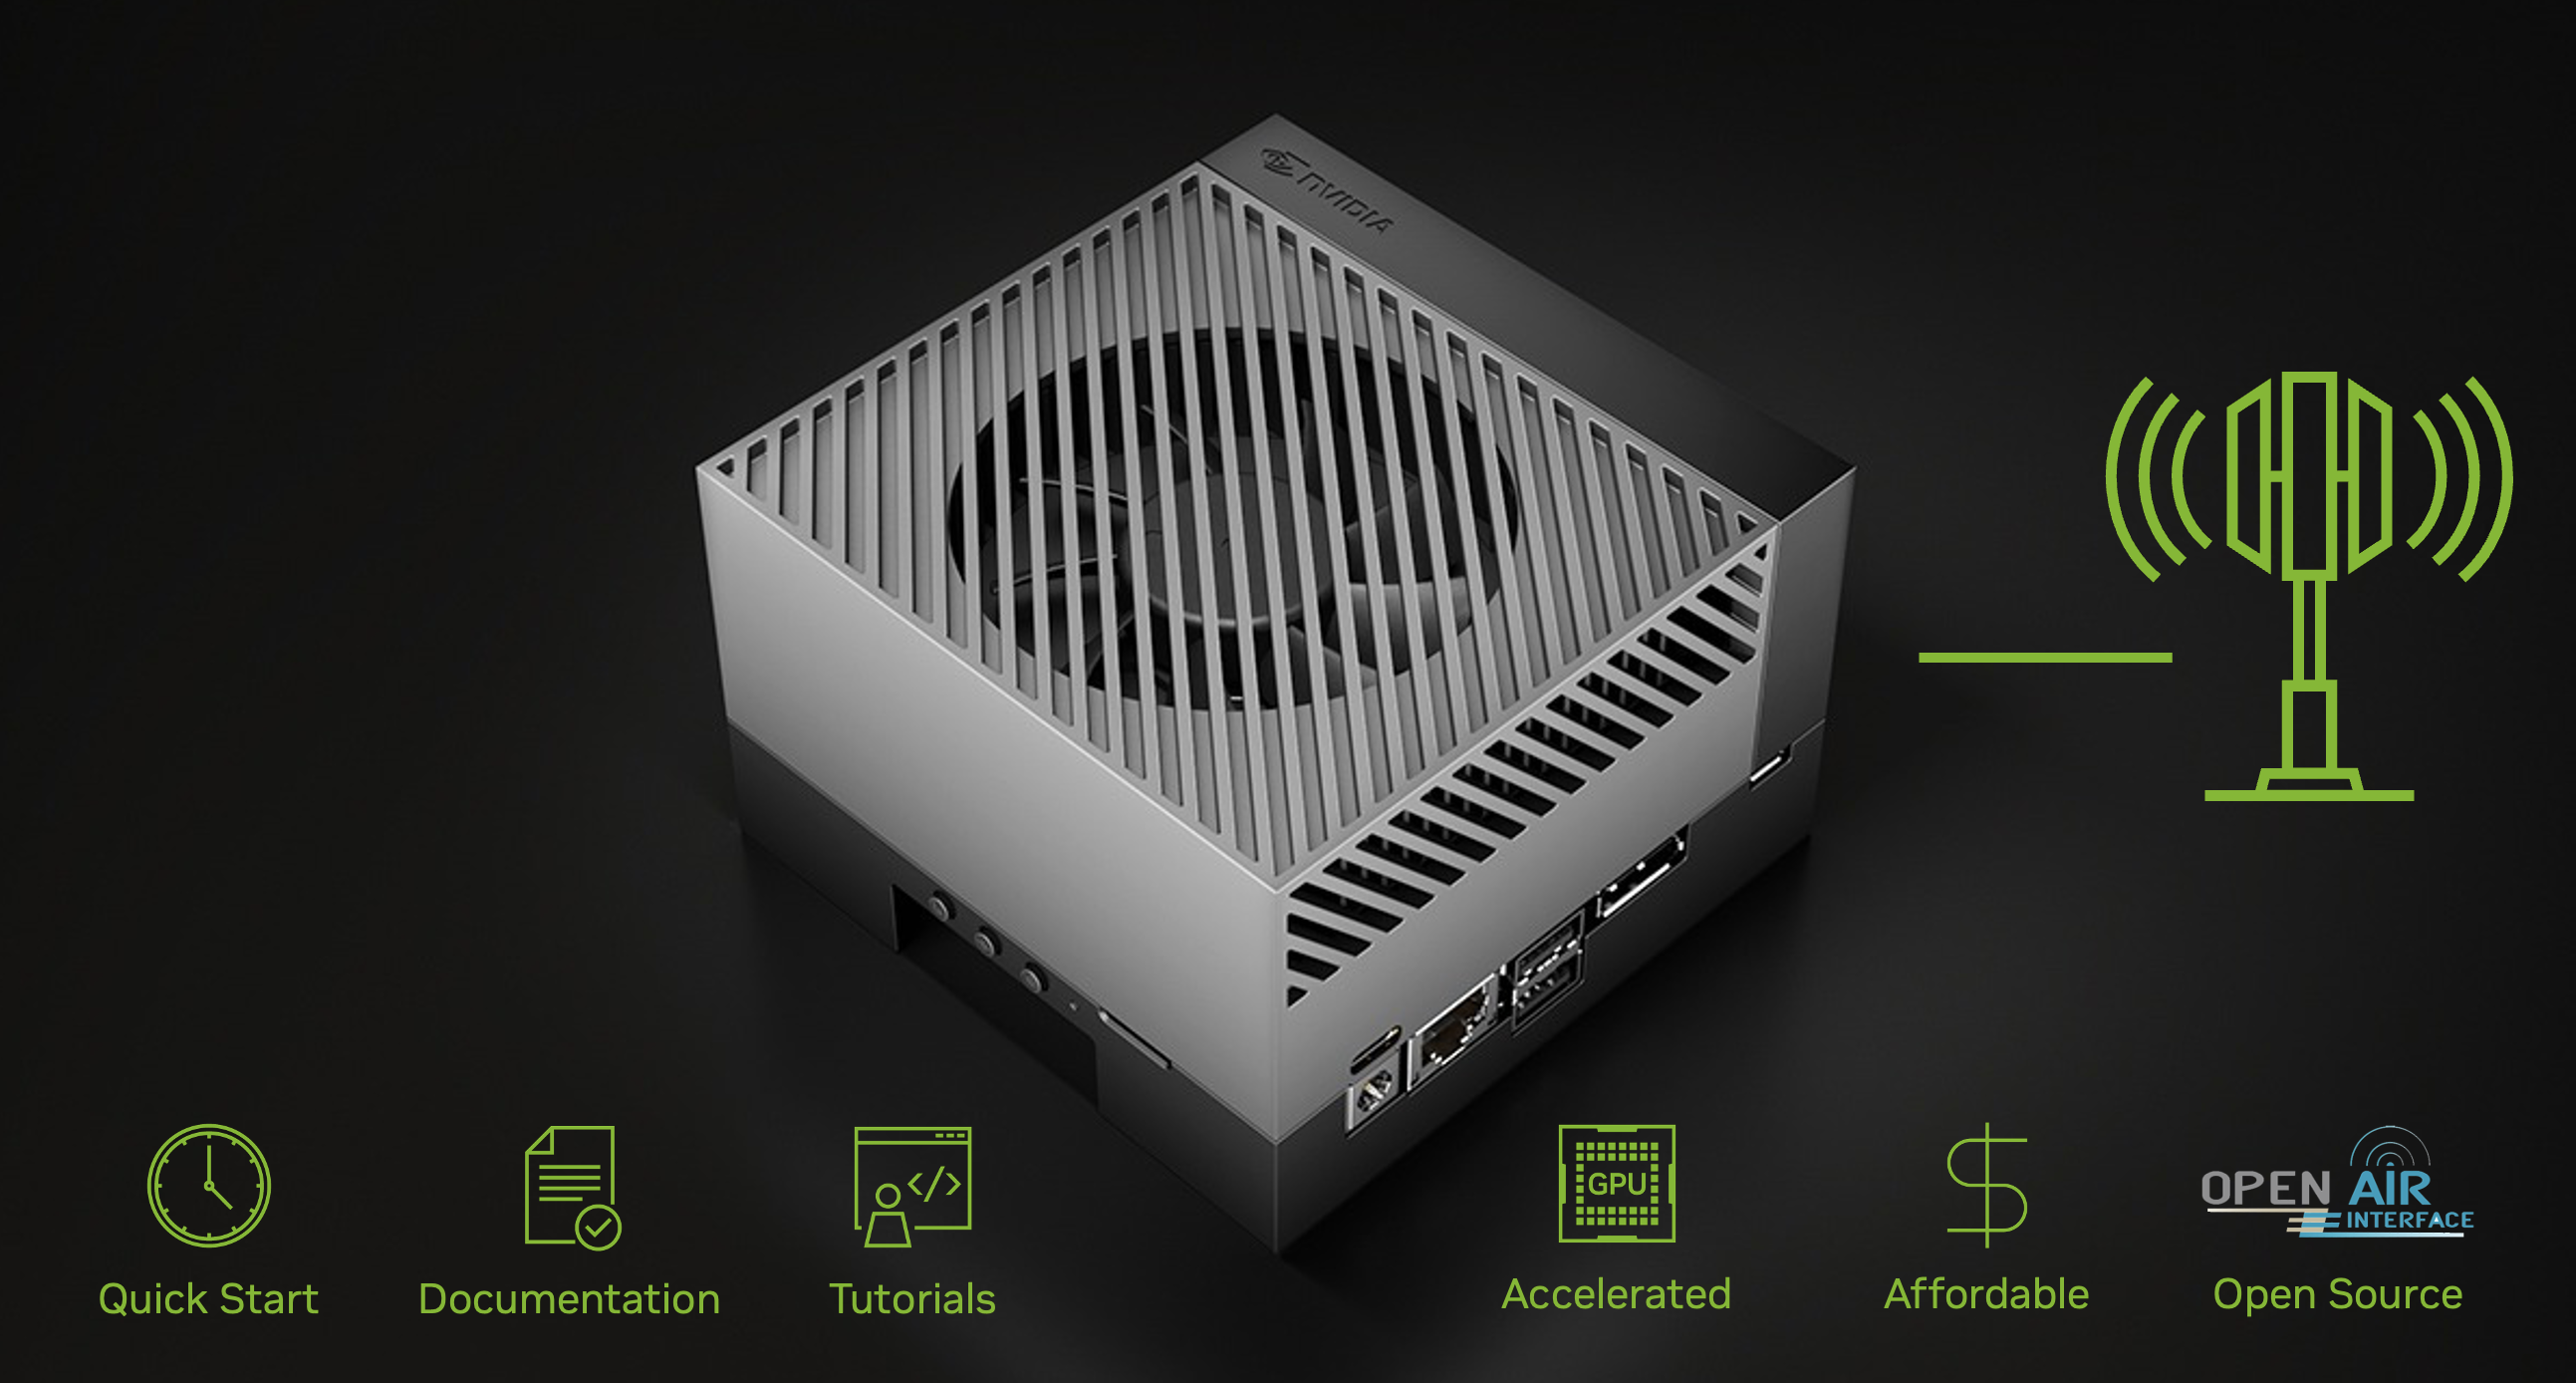 NVIDIA
GPU
OPEN AIR
INTERFACE
Quick Start
Documentation
Tutorials
Accelerated
Affordable
Open Source